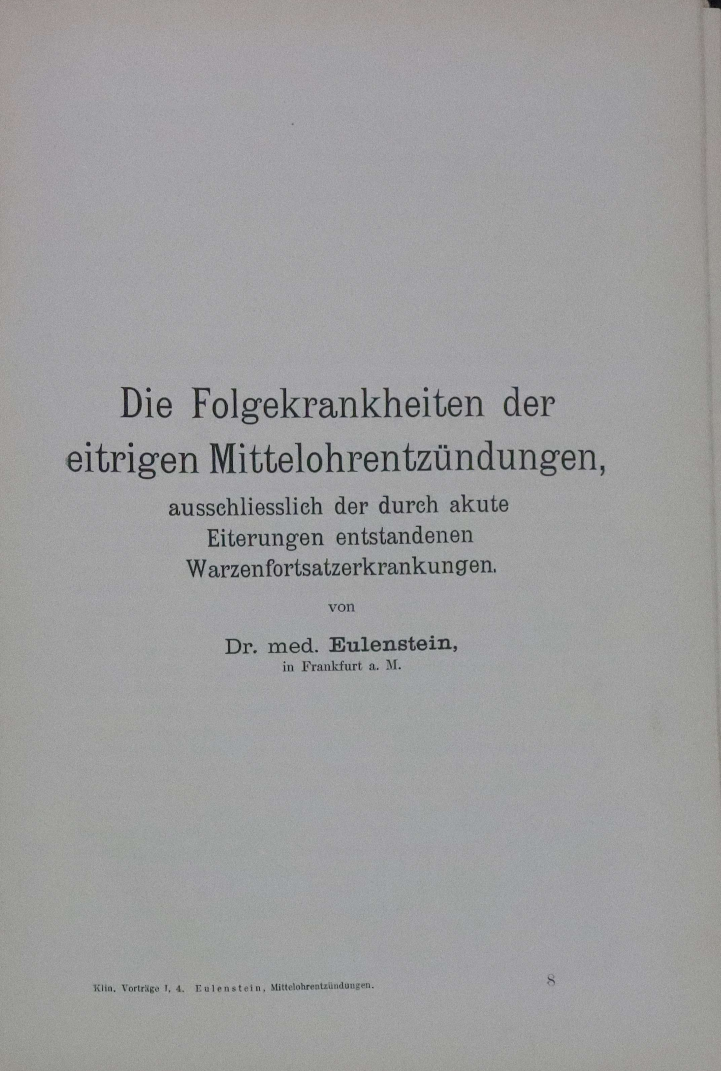 Die Folgekrankheiten der
eitrigen Mittelohrentzündungen,
ausschliesslich der durch akute
Eiterungen entstandenen
Warzenfortsatzerkrankungen.
von
Dr. med. Eulenstein,
in Frankfurt a. M.
Klin. Vorträge I, 4. Eulenstein, Mittelohrentzündungen.
8